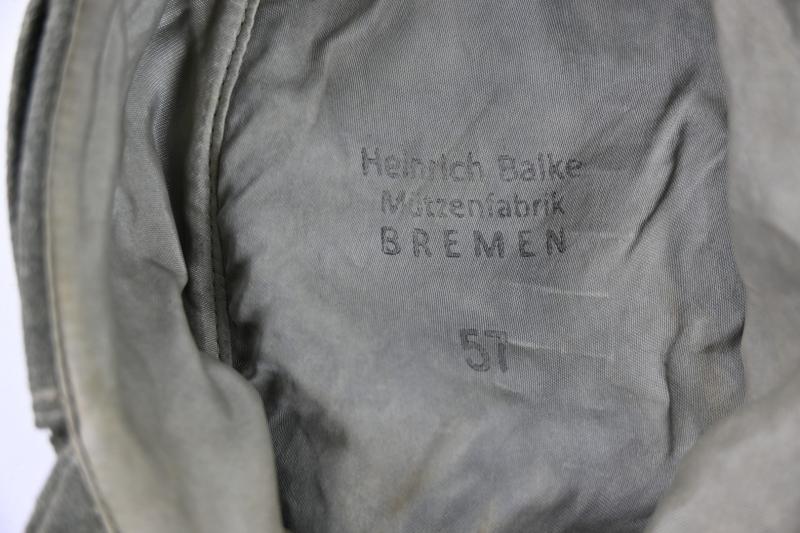 Heinrich Balke
Mützenfabrik
BREMEN
57